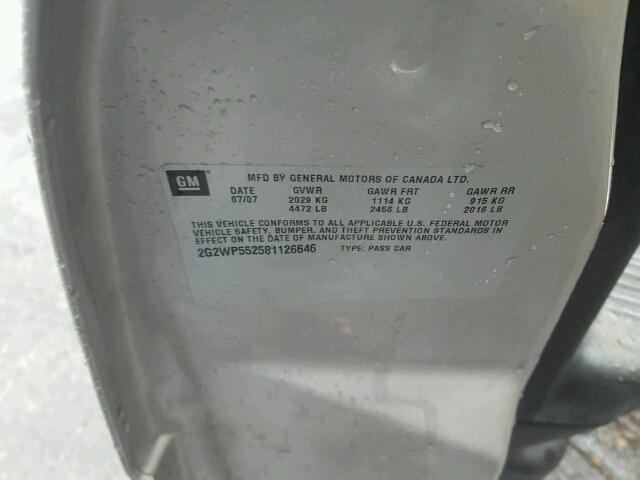 GM MFD BY GENERAL MOTORS OF CANADA LTD.
DATE GVWR GAWR FRT GAWR RR
07/07 2029 KG 1114 KG 915 KG
4472 LB 2456 LB 2016 LB
THIS VEHICLE CONFORMS TO ALL APPLICABLE U.S. FEDERAL MOTOR
VEHICLE SAFETY, BUMPER, AND THEFT PREVENTION STANDARDS IN
EFFECT ON THE DATE OF MANUFACTURE SHOWN ABOVE.
2G2WP552581126646 TYPE: PASS CAR